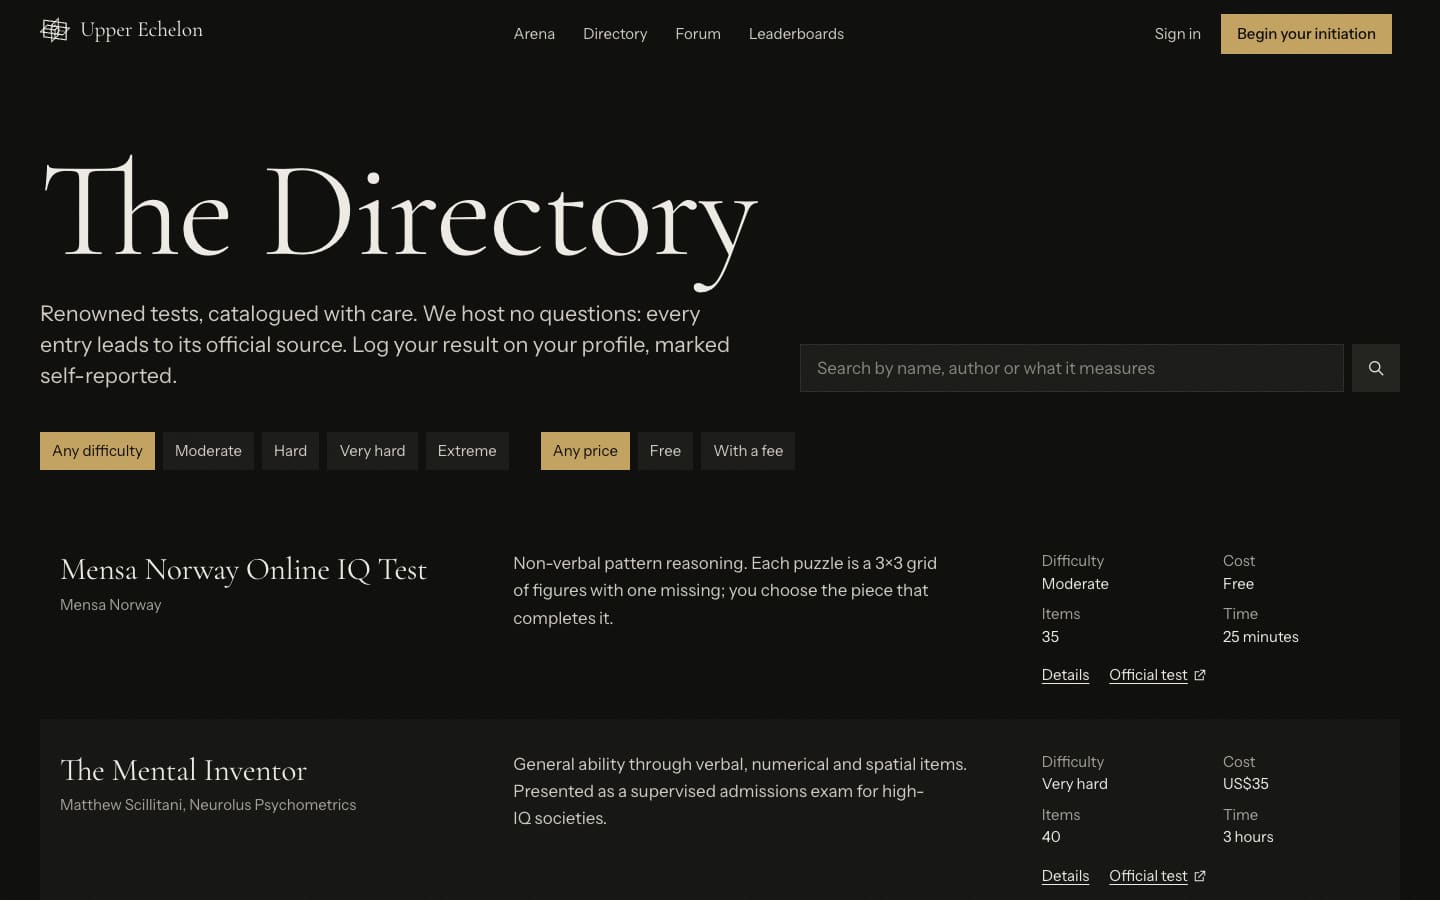 Upper Echelon
Arena
Directory
Forum
Leaderboards
Sign in
Begin your initiation
The Directory
Renowned tests, catalogued with care. We host no questions: every
entry leads to its official source. Log your result on your profile, marked
self-reported.
Search by name, author or what it measures
Any difficulty
Moderate
Hard
Very hard
Extreme
Any price
Free
With a fee
Mensa Norway Online IQ Test
Mensa Norway
Non-verbal pattern reasoning. Each puzzle is a 3×3 grid
of figures with one missing; you choose the piece that
completes it.
Difficulty
Moderate
Cost
Free
Items
35
Time
25 minutes
Details
Official test
The Mental Inventor
Matthew Scillitani, Neurolus Psychometrics
General ability through verbal, numerical and spatial items.
Presented as a supervised admissions exam for high-
IQ societies.
Difficulty
Very hard
Cost
US$35
Items
40
Time
3 hours
Details
Official test